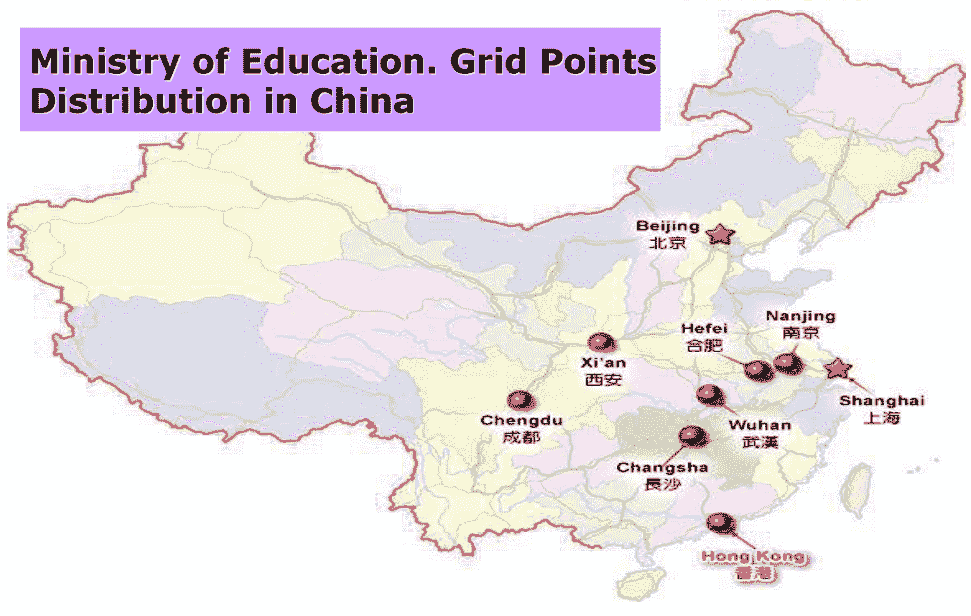 Ministry of Education. Grid Points
Distribution in China
Beijing
北京
Nanjing
南京
Hefei
合肥
Xi'an
西安
Shanghai
上海
Chengdu
成都
Wuhan
武漢
Changsha
長沙
Hong Kong
香港